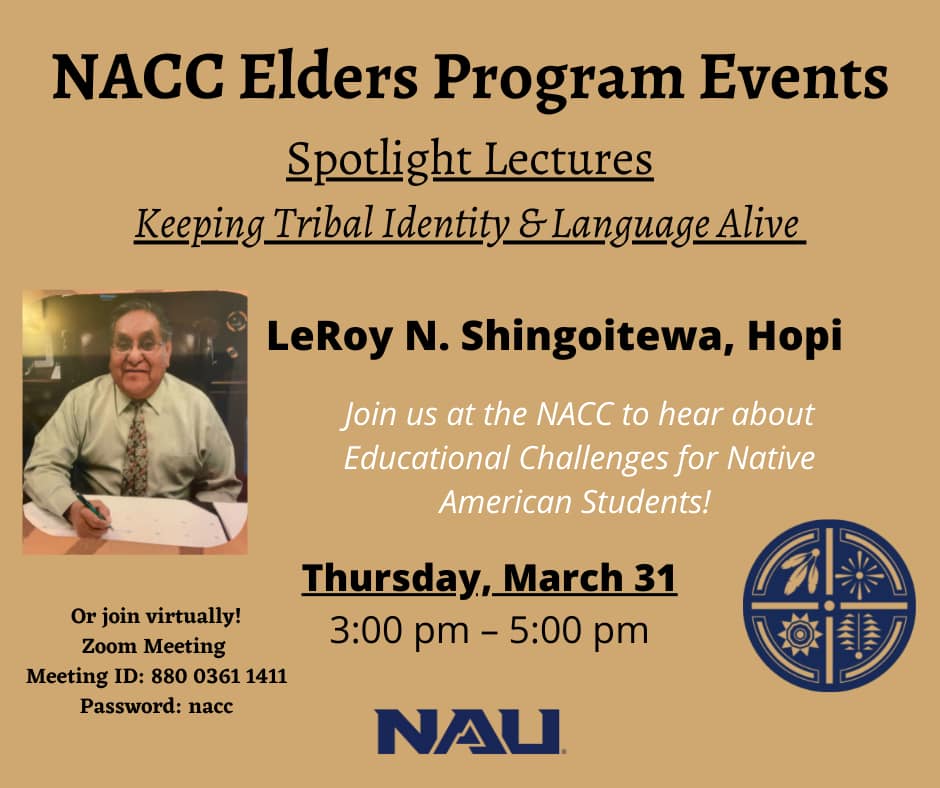 NACC Elders Program Events
Spotlight Lectures
Keeping Tribal Identity & Language Alive
LeRoy N. Shingoitewa, Hopi
Join us at the NACC to hear about
Educational Challenges for Native
American Students!
Thursday, March 31
3:00 pm – 5:00 pm
Or join virtually!
Zoom Meeting
Meeting ID: 880 0361 1411
Password: nacc
NAU